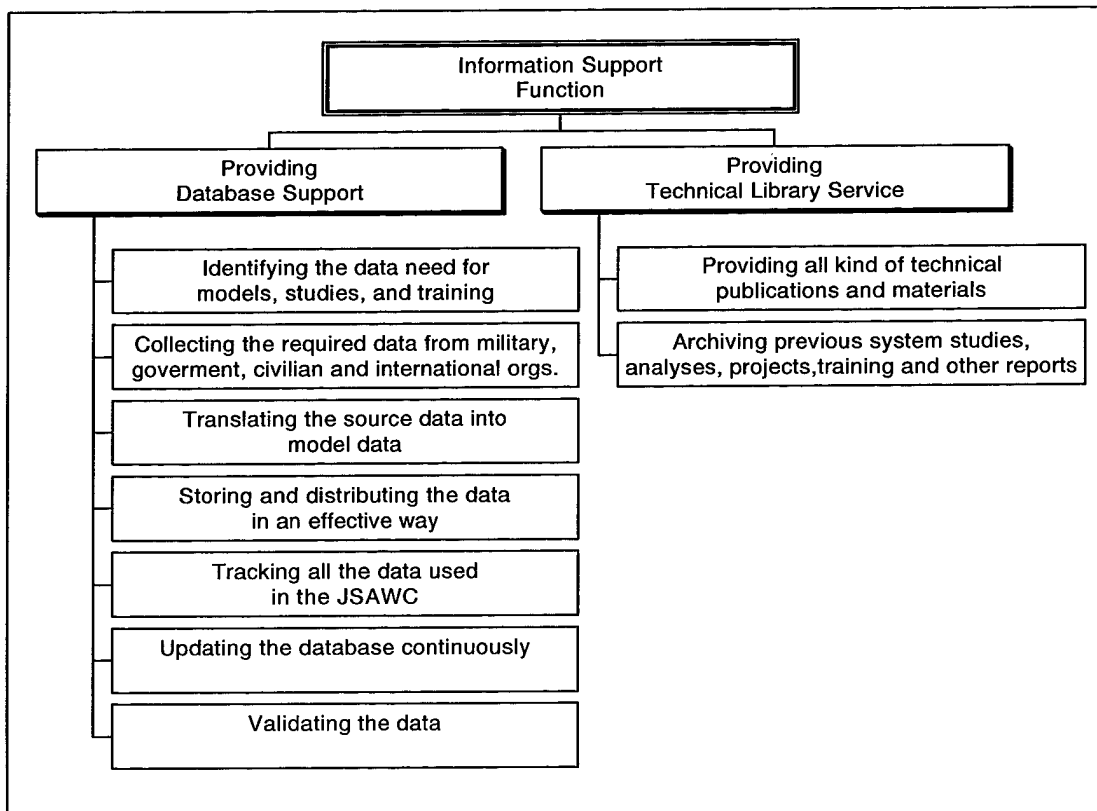 Information Support
Function
Providing
Database Support
Identifying the data need for
models, studies, and training
Collecting the required data from military,
goverment, civilian and international orgs.
Translating the source data into
model data
Storing and distributing the data
in an effective way
Tracking all the data used
in the JSAWC
Updating the database continuously
Validating the data
Providing
Technical Library Service
Providing all kind of technical
publications and materials
Archiving previous system studies,
analyses, projects,training and other reports